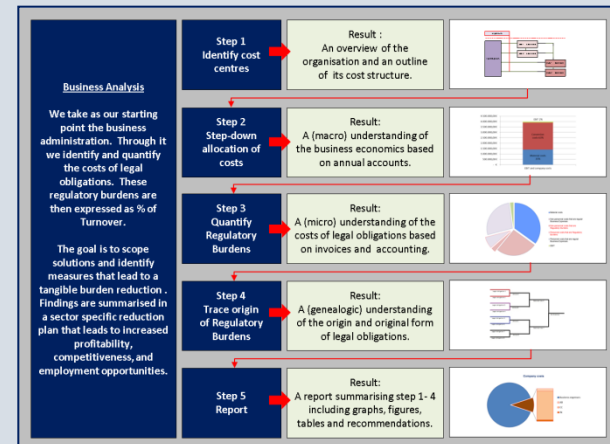 Business Analysis
We take as our starting
point the business
administration. Through it
we identify and quantify
the costs of legal
obligations. These
regulatory burdens are
then expressed as % of
Turnover.
The goal is to scope
solutions and identify
measures that lead to a
tangible burden reduction .
Findings are summarised in
a sector specific reduction
plan that leads to increased
profitability,
competitiveness, and
employment opportunities.
Step 1
Identify cost
centres
Result :
An overview of the
organisation and an outline
of its cost structure.
Step 2
Step-down
allocation of
costs
Result:
A (macro) understanding of
the business economics based
on annual accounts.
Step 3
Quantify
Regulatory
Burdens
Result:
A (micro) understanding of the
costs of legal obligations based
on invoices and accounting.
Step 4
Trace origin
of Regulatory
Burdens
Result:
A (genealogic) understanding
of the origin and original form
of legal obligations.
Step 5
Report
Result:
A report summarising step 1- 4
including graphs, figures,
tables and recommendations.